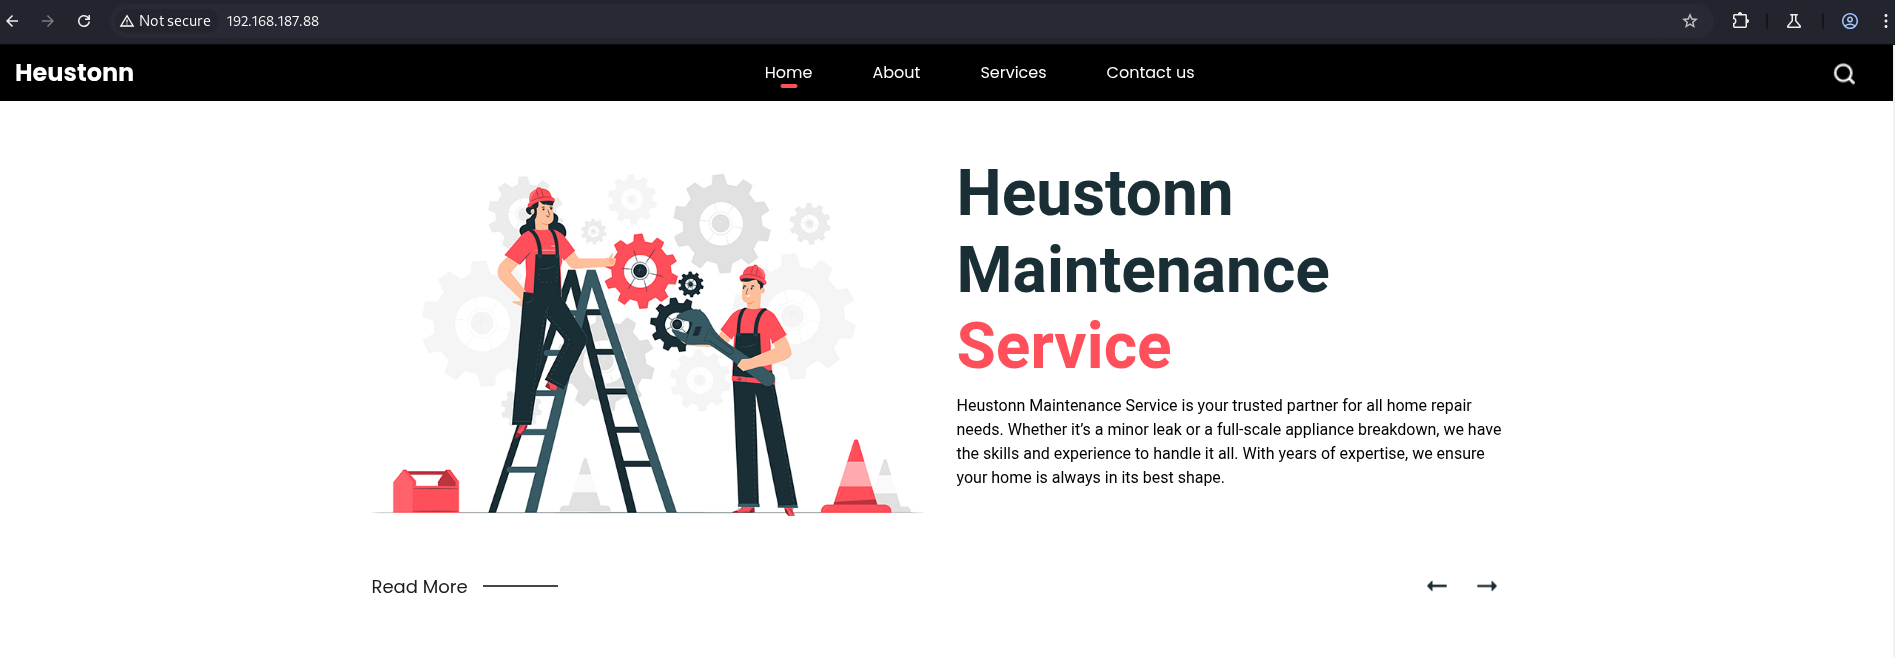 Not secure 192.168.187.88
Heustonn
Home About Services Contact us
Heustonn
Maintenance
Service
Heustonn Maintenance Service is your trusted partner for all home repair
needs. Whether it’s a minor leak or a full-scale appliance breakdown, we have
the skills and experience to handle it all. With years of expertise, we ensure
your home is always in its best shape.
Read More